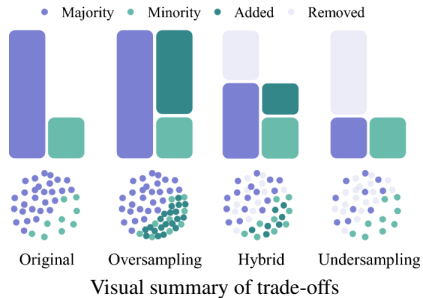 Majority Minority Added Removed
Original Oversampling Hybrid Undersampling
Visual summary of trade-offs